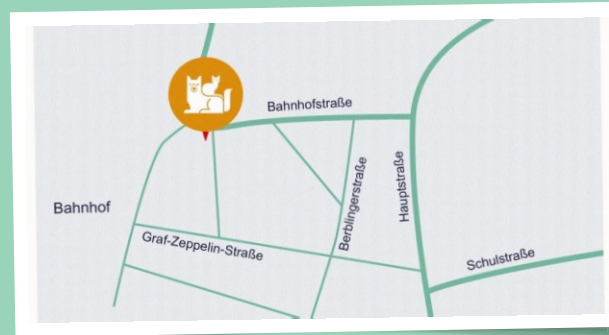 Bahnhofstraße
Bahnhof
Graf-Zeppelin-Straße
Berblingerstraße
Hauptstraße
Schulstraße